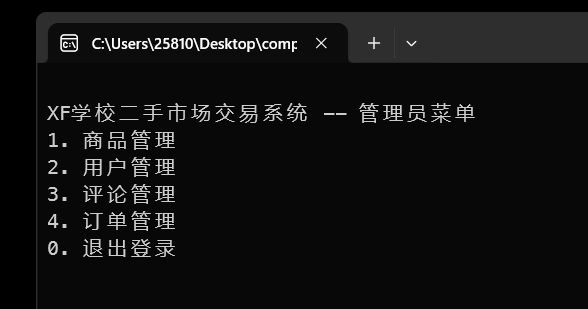 C:\Users\25810\Desktop\comp
XF学校二手市场交易系统 -- 管理员菜单
1. 商品管理
2. 用户管理
3. 评论管理
4. 订单管理
0. 退出登录